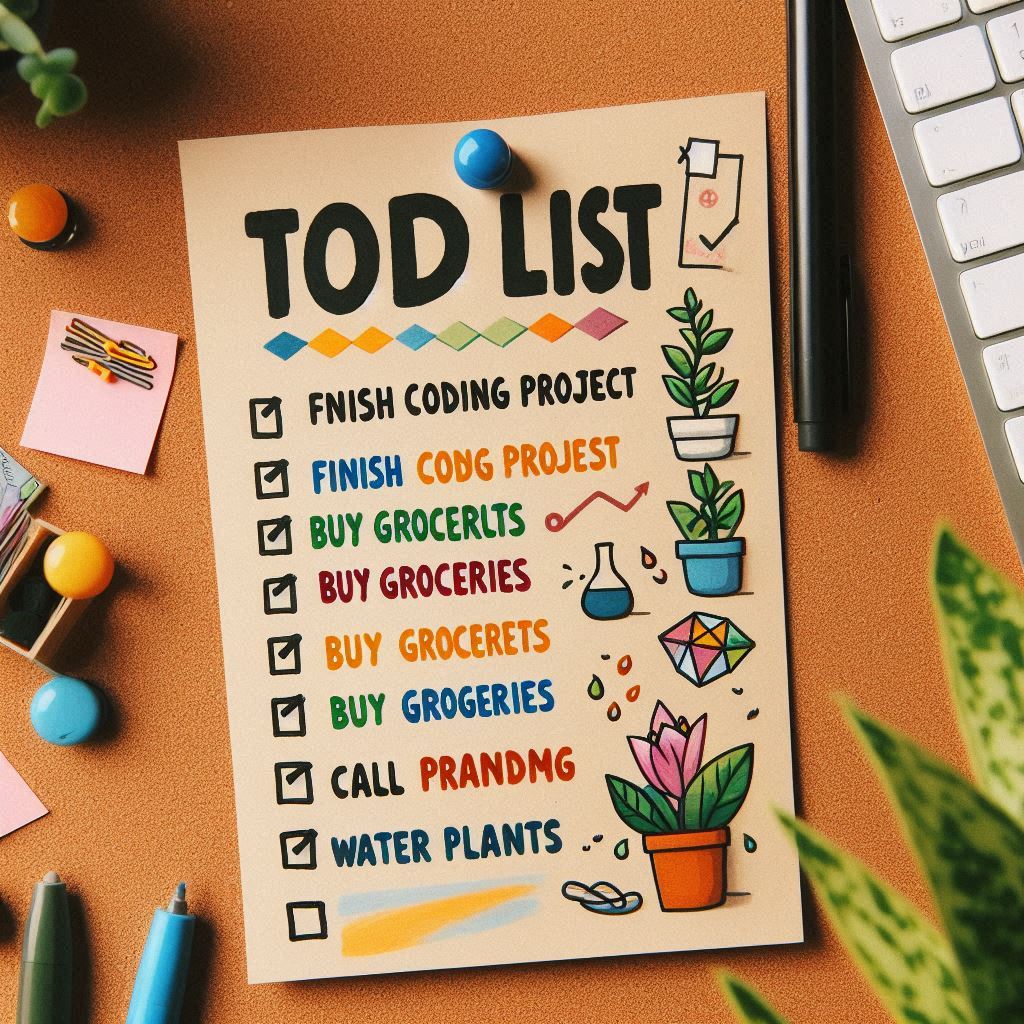 TOD LIST
FNISH CODING PROJECT
FINISH CODG PROJEST
BUY GROCERLTS
BUY GROCERIES
BUY GROCERETS
BUY GROGERIES
CALL PRANDMG
WATER PLANTS